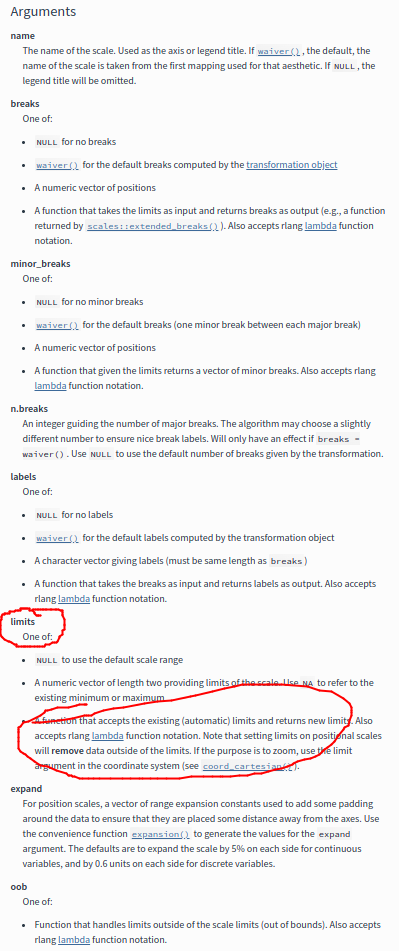 Arguments
name
The name of the scale. Used as the axis or legend title. If waiver(), the default, the
name of the scale is taken from the first mapping used for that aesthetic. If NULL, the
legend title will be omitted.
breaks
One of:
• NULL for no breaks
• waiver() for the default breaks computed by the transformation object
• A numeric vector of positions
• A function that takes the limits as input and returns breaks as output (e.g., a function
returned by scales::extended_breaks()). Also accepts rlang lambda function
notation.
minor_breaks
One of:
• NULL for no minor breaks
• waiver() for the default breaks (one minor break between each major break)
• A numeric vector of positions
• A function that given the limits returns a vector of minor breaks. Also accepts rlang
lambda function notation.
n.breaks
An integer guiding the number of major breaks. The algorithm may choose a slightly
different number to ensure nice break labels. Will only have an effect if breaks =
waiver(). Use NULL to use the default number of breaks given by the transformation.
labels
One of:
• NULL for no labels
• waiver() for the default labels computed by the transformation object
• A character vector giving labels (must be same length as breaks)
• A function that takes the breaks as input and returns labels as output. Also accepts
rlang lambda function notation.
limits
One of:
• NULL to use the default scale range
• A numeric vector of length two providing limits of the scale. Use NA to refer to the
existing minimum or maximum
• A function that accepts the existing (automatic) limits and returns new limits. Also
accepts rlang lambda function notation. Note that setting limits on positional scales
will remove data outside of the limits. If the purpose is to zoom, use the limit
argument in the coordinate system (see coord_cartesian()).
expand
For position scales, a vector of range expansion constants used to add some padding
around the data to ensure that they are placed some distance away from the axes. Use
the convenience function expansion() to generate the values for the expand
argument. The defaults are to expand the scale by 5% on each side for continuous
variables, and by 0.6 units on each side for discrete variables.
oob
One of:
• Function that handles limits outside of the scale limits (out of bounds). Also accepts
rlang lambda function notation.